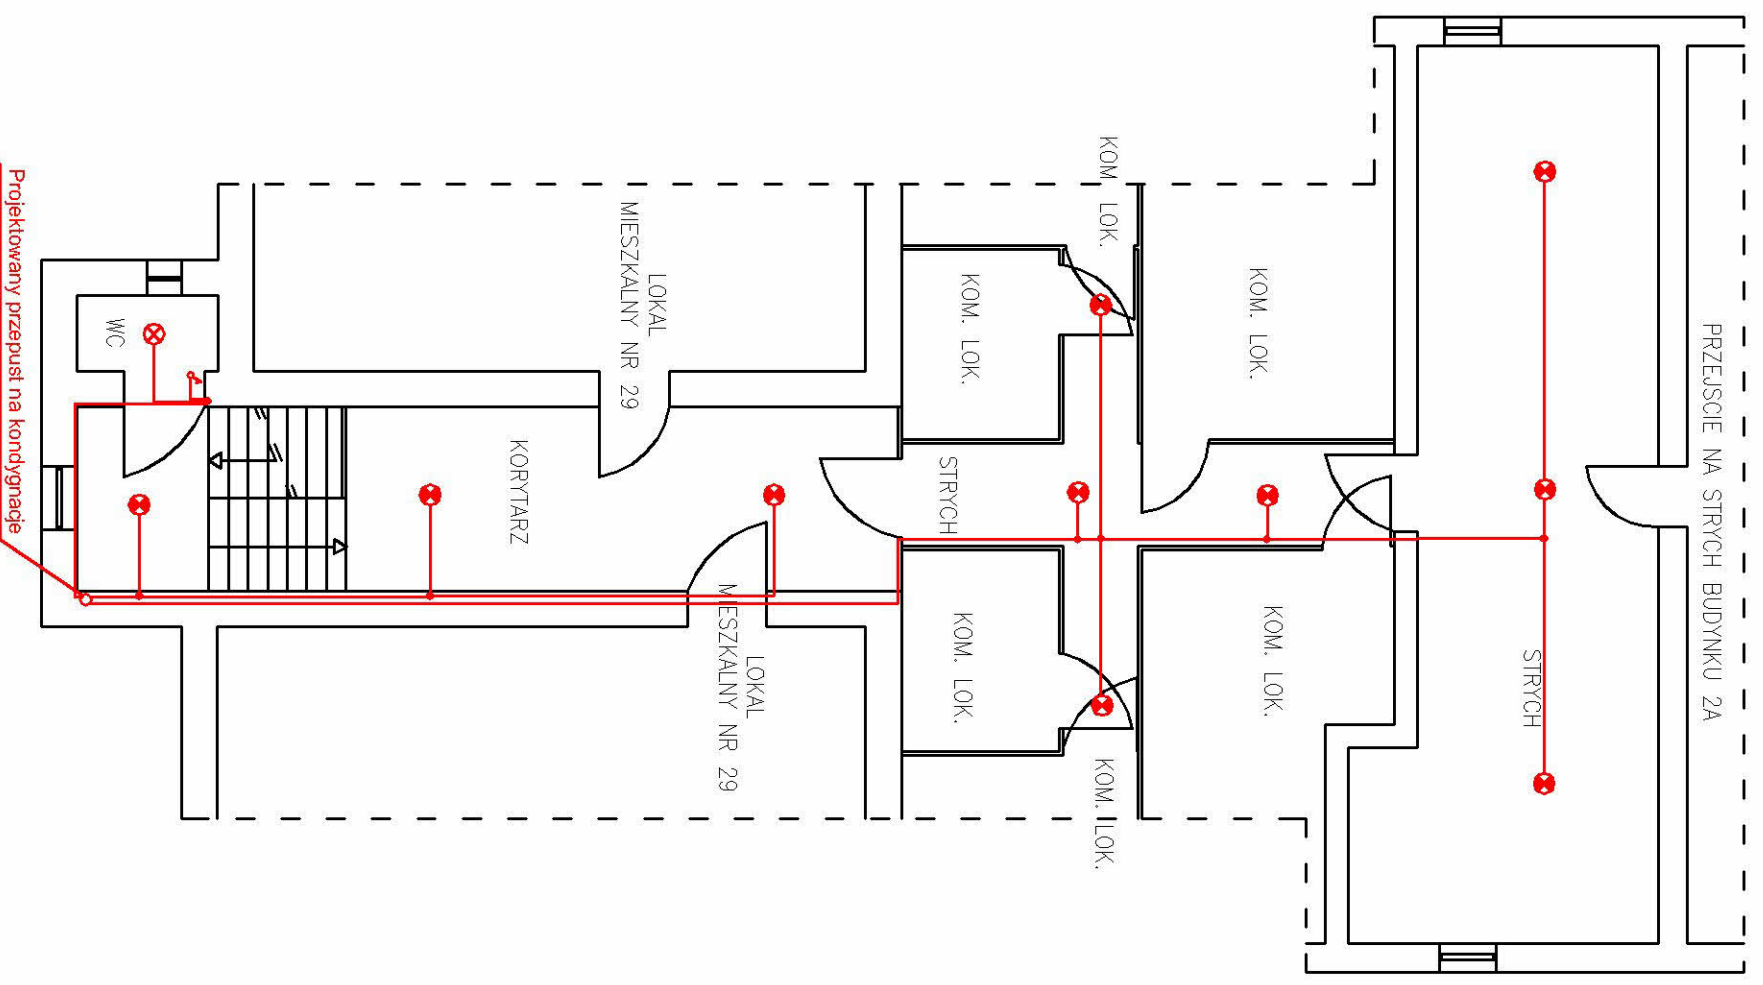 Projektowany przepust na kondygnacje
WC
LOKAL
MIESZKALNY NR 29
KORYTARZ
LOKAL
MIESZKALNY NR 29
STRYCH
KOM. LOK.
KOM. LOK.
KOM LOK.
KOM. LOK.
KOM. LOK.
KOM. LOK.
STRYCH
PRZEJSCIE NA STRYCH BUDYNKU 2A